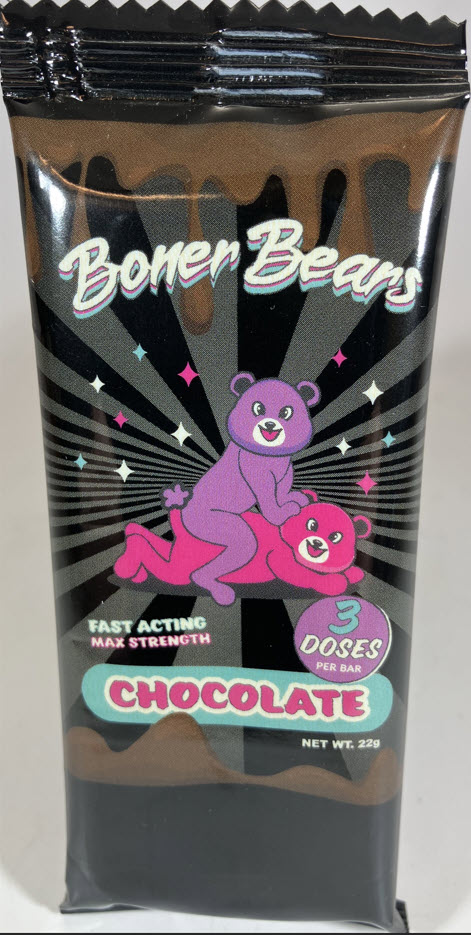 Boner Bears
FAST ACTING
MAX STRENGTH
3
DOSES
PER BAR
CHOCOLATE
NET WT. 22g